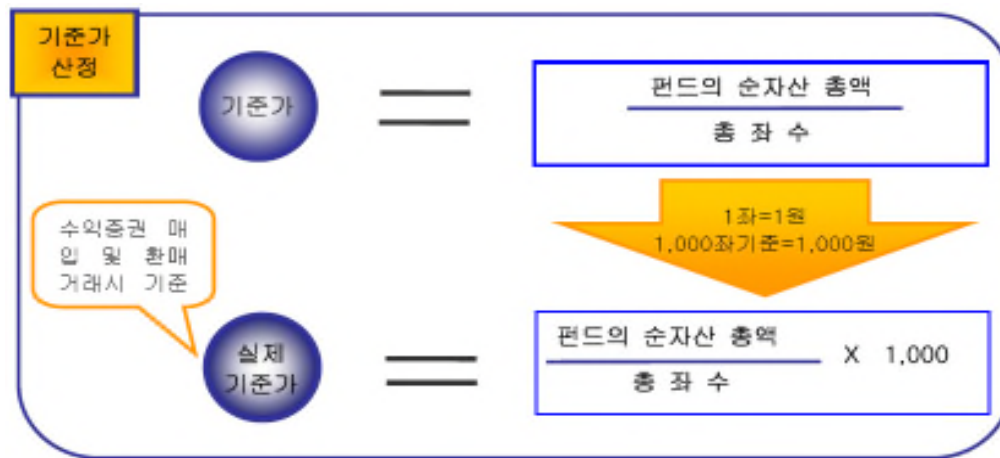 기준가
산정
기준가
펀드의 순자산 총액
총 좌 수
1좌=1원
1,000좌기준=1,000원
수익증권 매
입 및 환매
거래시 기준
실제
기준가
펀드의 순자산 총액
총 좌 수
X 1,000